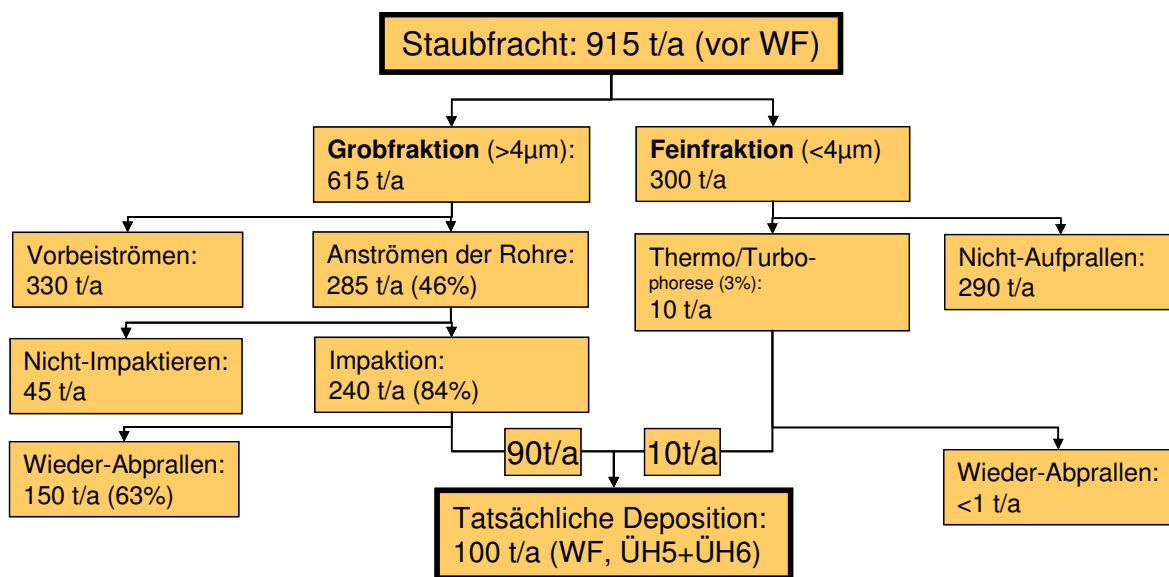 Staubfracht: 915 t/a (vor WF)
Grobfraktion (>4µm):
615 t/a
Feinfraktion (<4µm)
300 t/a
Vorbeiströmen:
330 t/a
Anströmen der Rohre:
285 t/a (46%)
Thermo/Turbo-
phorese (3%):
10 t/a
Nicht-Aufprallen:
290 t/a
Nicht-Impaktieren:
45 t/a
Impaktion:
240 t/a (84%)
Wieder-Abprallen:
150 t/a (63%)
90t/a
10t/a
Wieder-Abprallen:
<1 t/a
Tatsächliche Deposition:
100 t/a (WF, ÜH5+ÜH6)